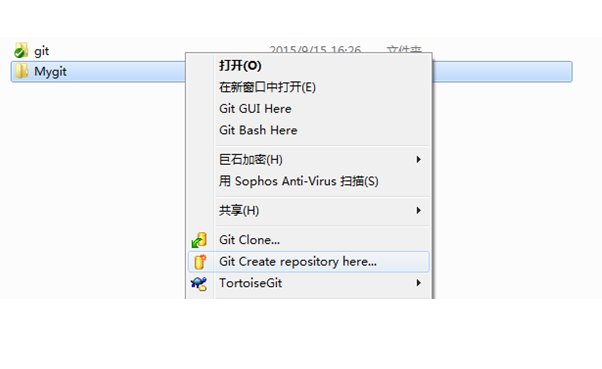 git 2015/9/15 16:26 文件夹
Mygit
打开(O)
在新窗口中打开(E)
Git GUI Here
Git Bash Here
巨石加密(H)
用 Sophos Anti-Virus 扫描(S)
共享(H)
Git Clone...
Git Create repository here...
TortoiseGit